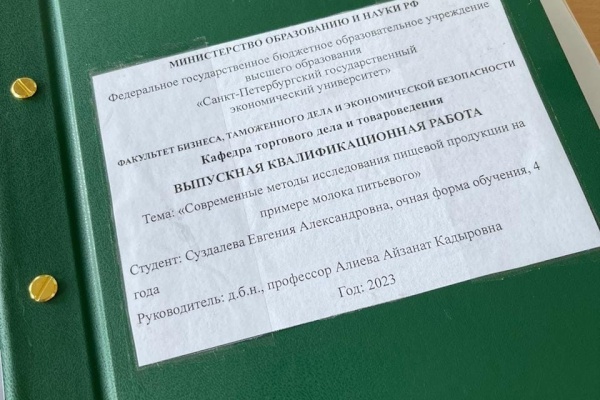 МИНИСТЕРСТВО ОБРАЗОВАНИЮ И НАУКИ РФ
Федеральное государственное бюджетное образовательное учреждение
высшего образования
«Санкт-Петербургский государственный
экономический университет»
ФАКУЛЬТЕТ БИЗНЕСА, ТАМОЖЕННОГО ДЕЛА И ЭКОНОМИЧЕСКОЙ БЕЗОПАСНОСТИ
Кафедра торгового дела и товароведения
ВЫПУСКНАЯ КВАЛИФИКАЦИОННАЯ РАБОТА
Тема: «Современные методы исследования пищевой продукции на
примере молока питьевого»
Студент: Суздалева Евгения Александровна, очная форма обучения, 4
года
Руководитель: д.б.н., профессор Алиева Айзанат Кадыровна
Год: 2023